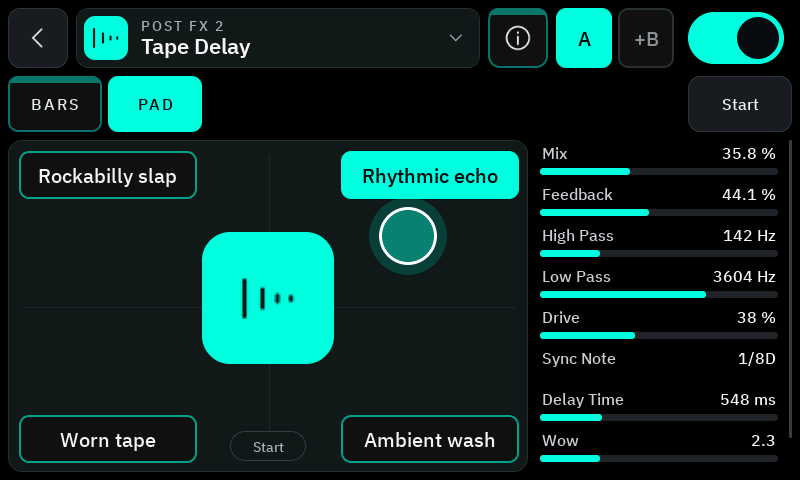 POST FX 2
Tape Delay
A
+B
BARS
PAD
Start
Rockabilly slap
Rhythmic echo
Worn tape
Start
Ambient wash
Mix 35.8 %
Feedback 44.1 %
High Pass 142 Hz
Low Pass 3604 Hz
Drive 38 %
Sync Note 1/8D
Delay Time 548 ms
Wow 2.3